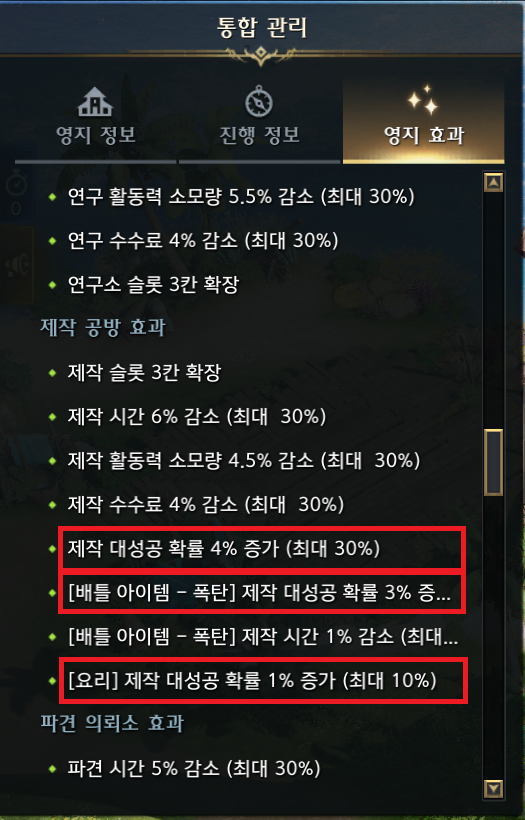 통합 관리
영지 정보
진행 정보
영지 효과
연구 활동력 소모량 5.5% 감소 (최대 30%)
연구 수수료 4% 감소 (최대 30%)
연구소 슬롯 3칸 확장
제작 공방 효과
제작 슬롯 3칸 확장
제작 시간 6% 감소 (최대 30%)
제작 활동력 소모량 4.5% 감소 (최대 30%)
제작 수수료 4% 감소 (최대 30%)
제작 대성공 확률 4% 증가 (최대 30%)
[배틀 아이템 - 폭탄] 제작 대성공 확률 3% 증...
[배틀 아이템 - 폭탄] 제작 시간 1% 감소 (최대...
[요리] 제작 대성공 확률 1% 증가 (최대 10%)
파견 의뢰소 효과
파견 시간 5% 감소 (최대 30%)